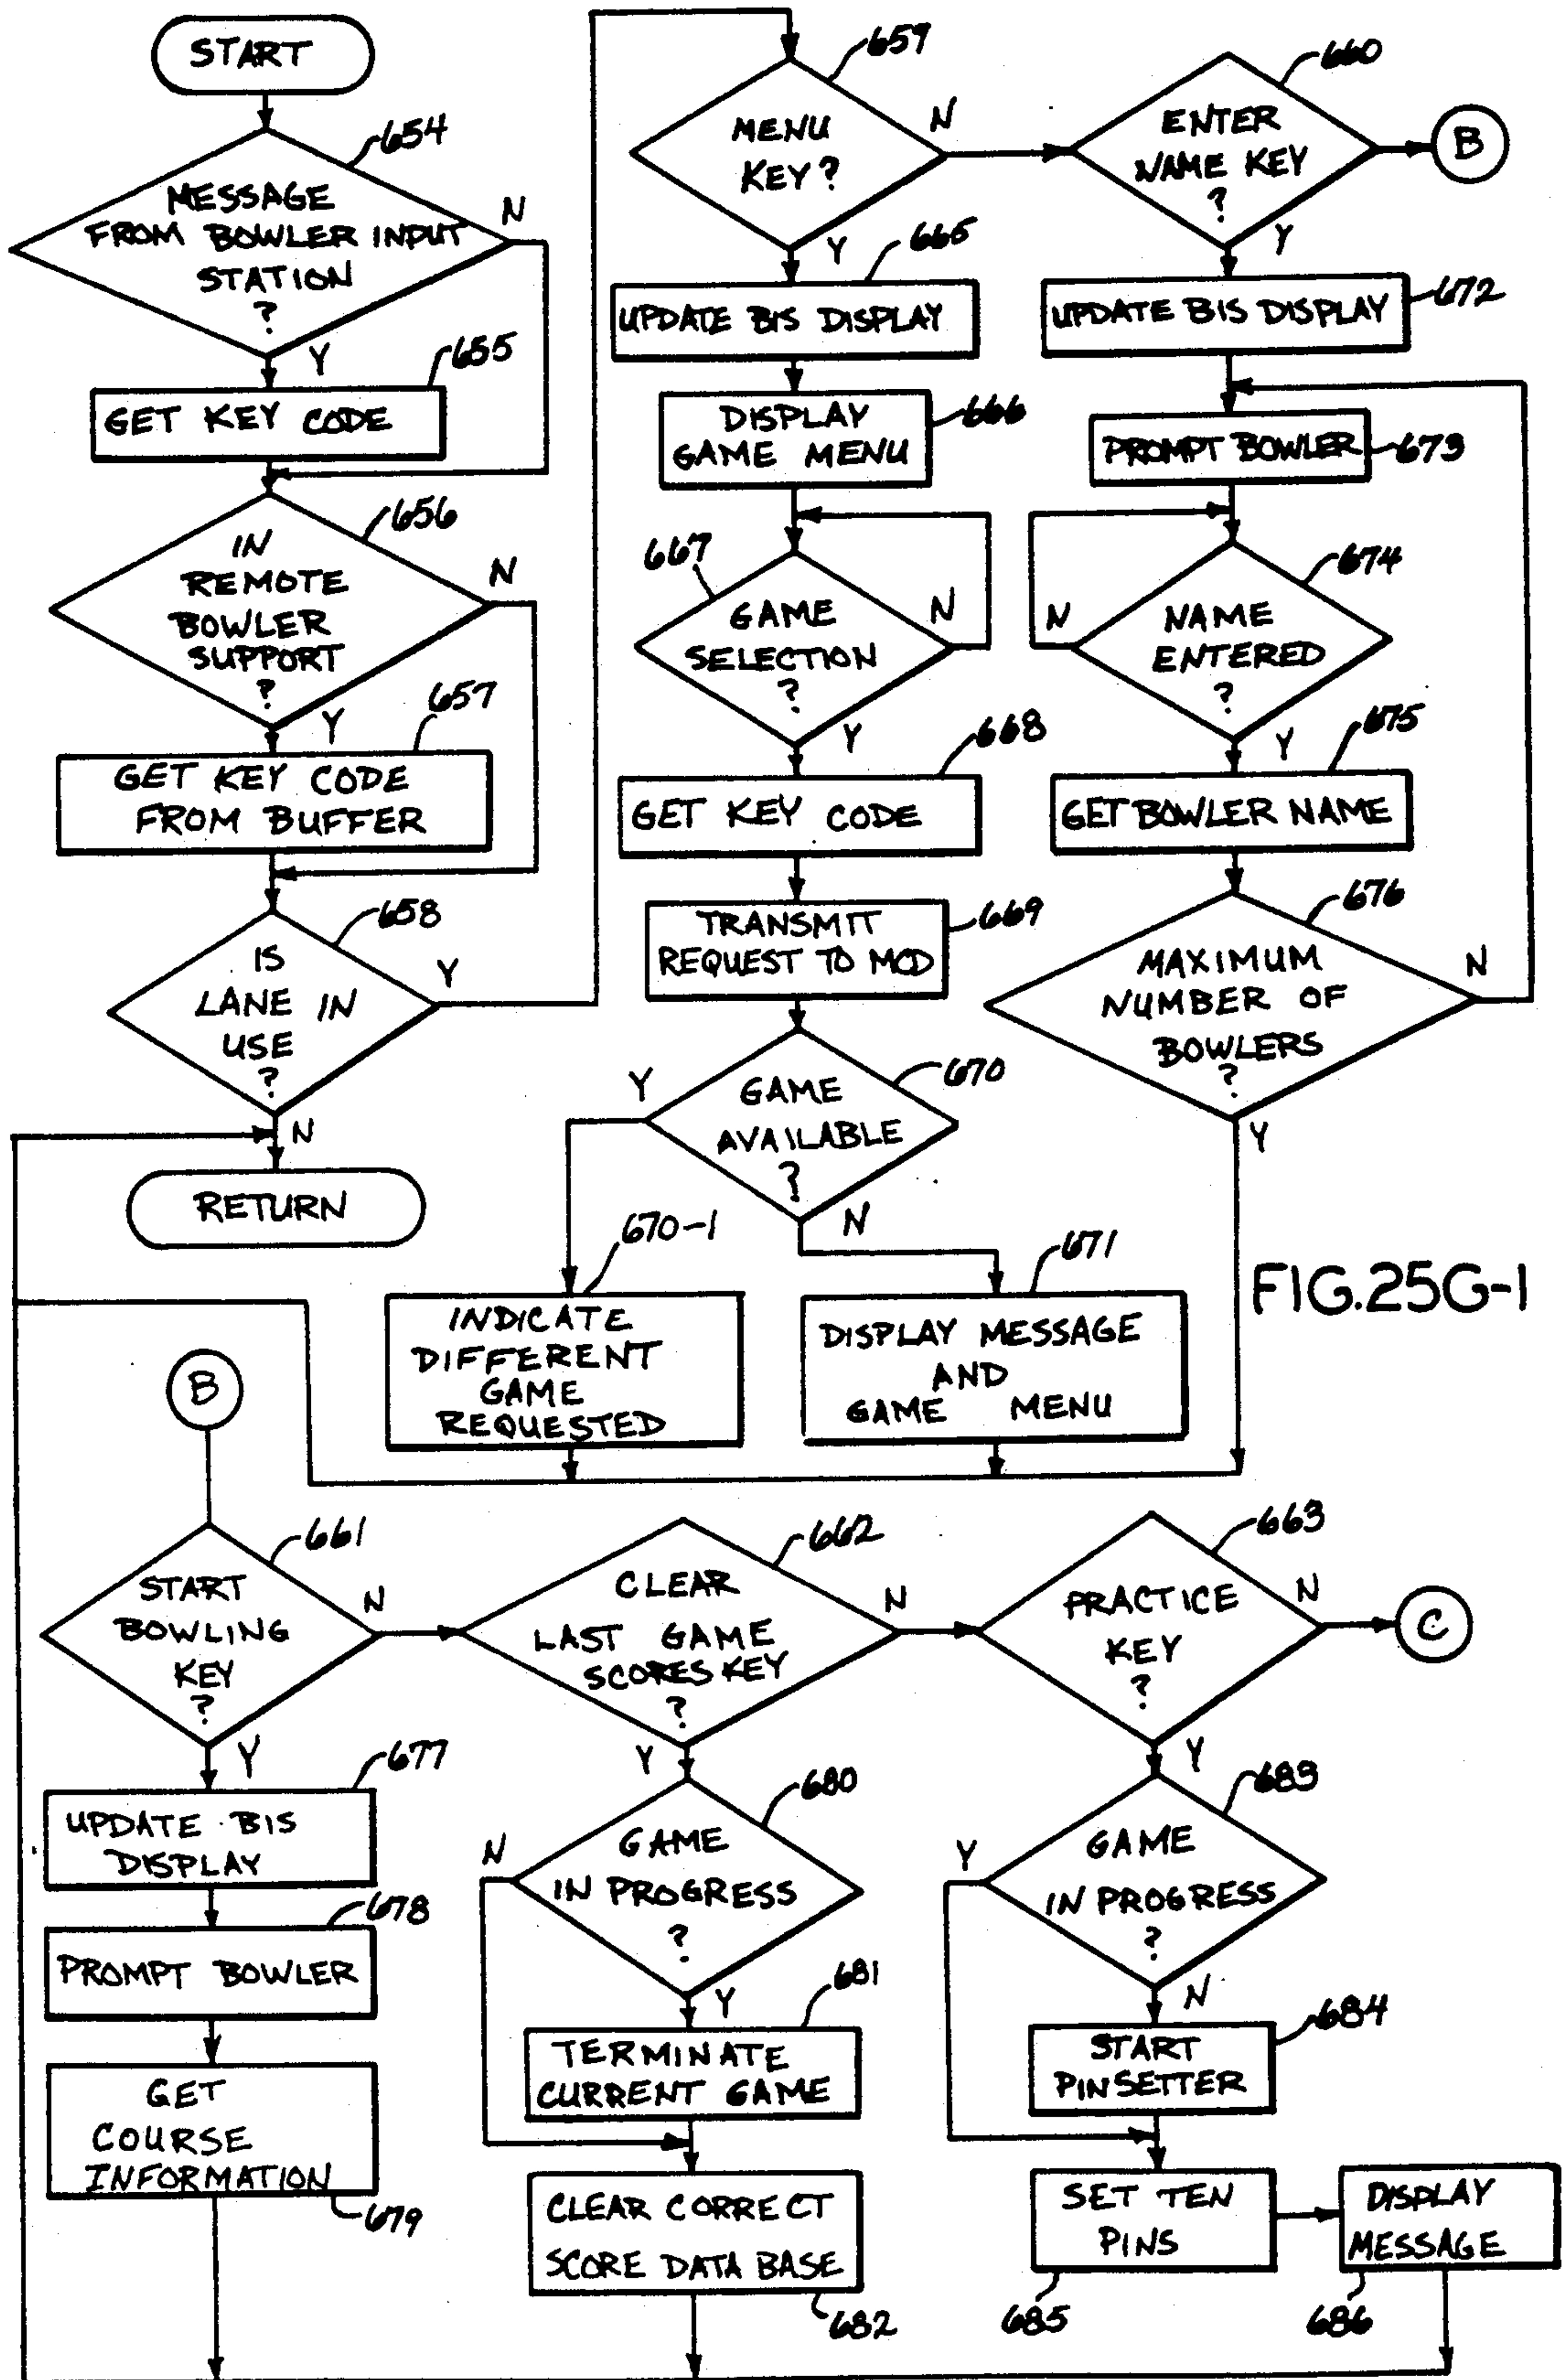 START
654
MESSAGE
FROM BOWLER INPUT
STATION
?
N
Y
655
GET KEY CODE
656
IN
REMOTE
BOWLER
SUPPORT
?
N
Y
657
GET KEY CODE
FROM BUFFER
658
IS
LANE IN
USE
?
Y
N
RETURN
659
MENU
KEY?
N
Y
665
UPDATE BIS DISPLAY
DISPLAY
GAME MENU
666
667
GAME
SELECTION
?
N
Y
668
GET KEY CODE
TRANSMIT
REQUEST TO MCD
669
670
GAME
AVAILABLE
?
Y
N
670-1
INDICATE
DIFFERENT
GAME
REQUESTED
671
DISPLAY MESSAGE
AND
GAME MENU
660
ENTER
NAME KEY
?
B
Y
UPDATE BIS DISPLAY
672
PROMPT BOWLER
673
674
NAME
ENTERED
?
N
Y
675
GET BOWLER NAME
676
MAXIMUM
NUMBER OF
BOWLERS
?
N
Y
FIG.25G-1
B
661
START
BOWLING
KEY
?
N
Y
677
UPDATE BIS
DISPLAY
678
PROMPT BOWLER
GET
COURSE
INFORMATION
679
662
CLEAR
LAST GAME
SCORES KEY
?
N
Y
680
GAME
IN PROGRESS
?
N
Y
681
TERMINATE
CURRENT GAME
CLEAR CORRECT
SCORE DATA BASE
682
663
PRACTICE
KEY
?
N
C
Y
683
GAME
IN PROGRESS
?
Y
N
684
START
PINSETTER
SET TEN
PINS
685
DISPLAY
MESSAGE
686